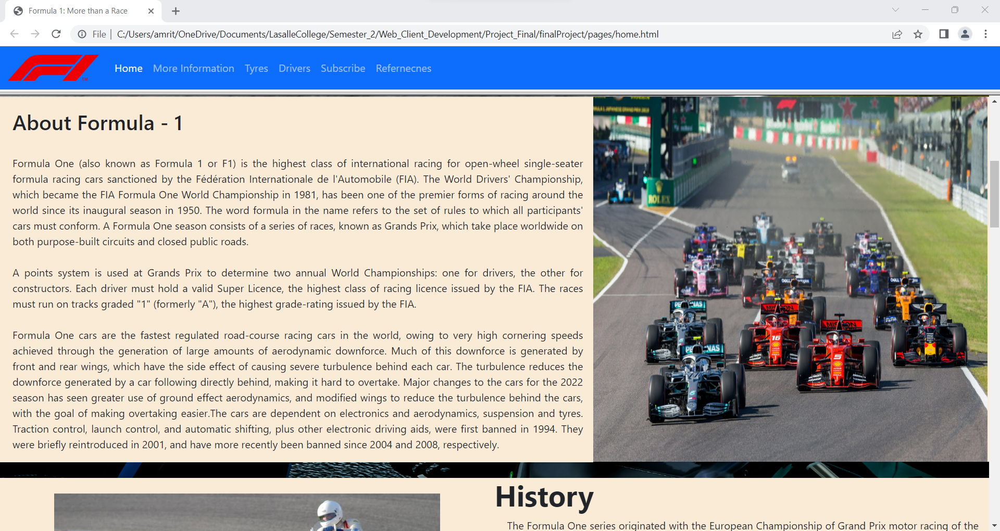 Formula 1: More than a Race
File
C:/Users/amrit/OneDrive/Documents/LasalleCollege/Semester_2/Web_Client_Development/Project_Final/finalProject/pages/home.html
F1 TM
Home More Information Tyres Drivers Subscribe Refernecnes
About Formula - 1
Formula One (also known as Formula 1 or F1) is the highest class of international racing for open-wheel single-seater
formula racing cars sanctioned by the Fédération Internationale de l'Automobile (FIA). The World Drivers' Championship,
which became the FIA Formula One World Championship in 1981, has been one of the premier forms of racing around the
world since its inaugural season in 1950. The word formula in the name refers to the set of rules to which all participants'
cars must conform. A Formula One season consists of a series of races, known as Grands Prix, which take place worldwide on
both purpose-built circuits and closed public roads.
A points system is used at Grands Prix to determine two annual World Championships: one for drivers, the other for
constructors. Each driver must hold a valid Super Licence, the highest class of racing licence issued by the FIA. The races
must run on tracks graded "1" (formerly "A"), the highest grade-rating issued by the FIA.
Formula One cars are the fastest regulated road-course racing cars in the world, owing to very high cornering speeds
achieved through the generation of large amounts of aerodynamic downforce. Much of this downforce is generated by
front and rear wings, which have the side effect of causing severe turbulence behind each car. The turbulence reduces the
downforce generated by a car following directly behind, making it hard to overtake. Major changes to the cars for the 2022
season has seen greater use of ground effect aerodynamics, and modified wings to reduce the turbulence behind the cars,
with the goal of making overtaking easier.The cars are dependent on electronics and aerodynamics, suspension and tyres.
Traction control, launch control, and automatic shifting, plus other electronic driving aids, were first banned in 1994. They
were briefly reintroduced in 2001, and have more recently been banned since 2004 and 2008, respectively.
ROLEX
DELL
DELL
PETRONAS
16
PETRONAS
5
History
The Formula One series originated with the European Championship of Grand Prix motor racing of the